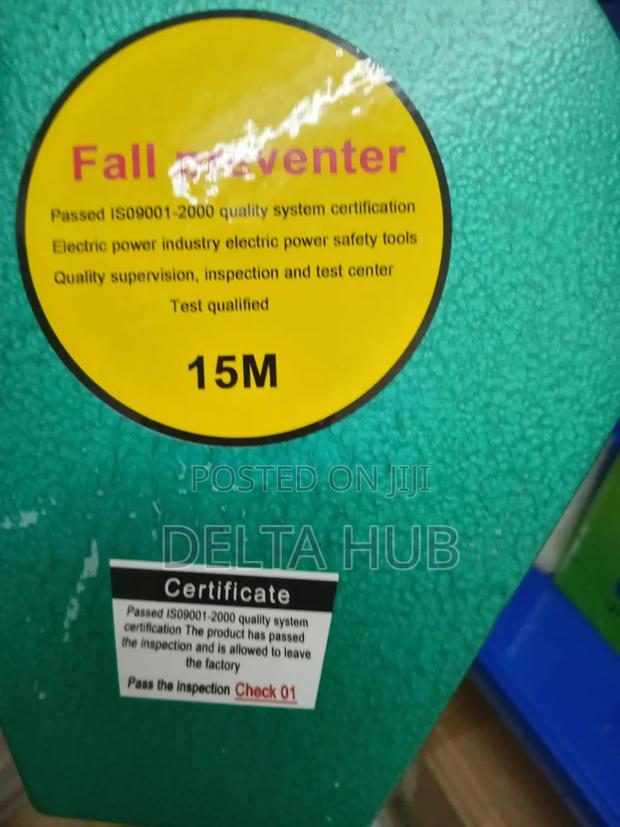 Fall preventer
Passed IS09001-2000 quality system certification
Electric power industry electric power safety tools
Quality supervision, inspection and test center
Test qualified
15M
POSTED ON JIJI
DELTA HUB
Certificate
Passed IS09001-2000 quality system
certification The product has passed
the inspection and is allowed to leave
the factory
Pass the inspection Check 01